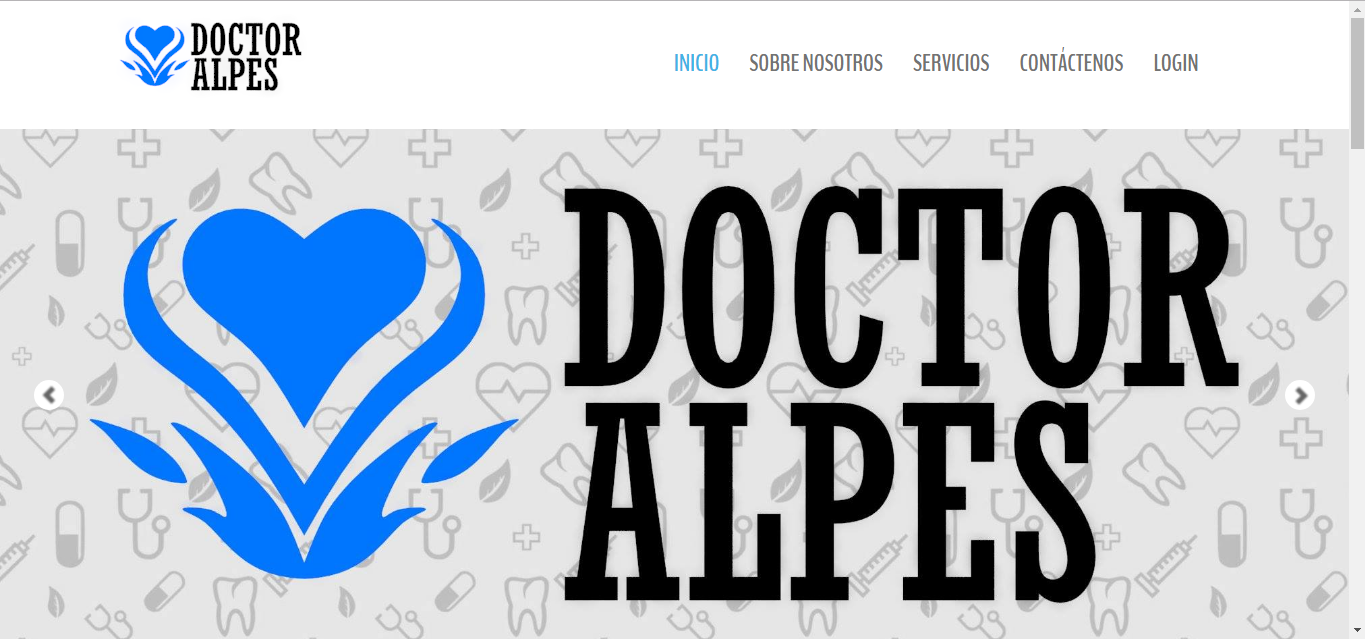 DOCTOR
ALPES
INICIO SOBRE NOSOTROS SERVICIOS CONTÁCTENOS LOGIN
DOCTOR
ALPES